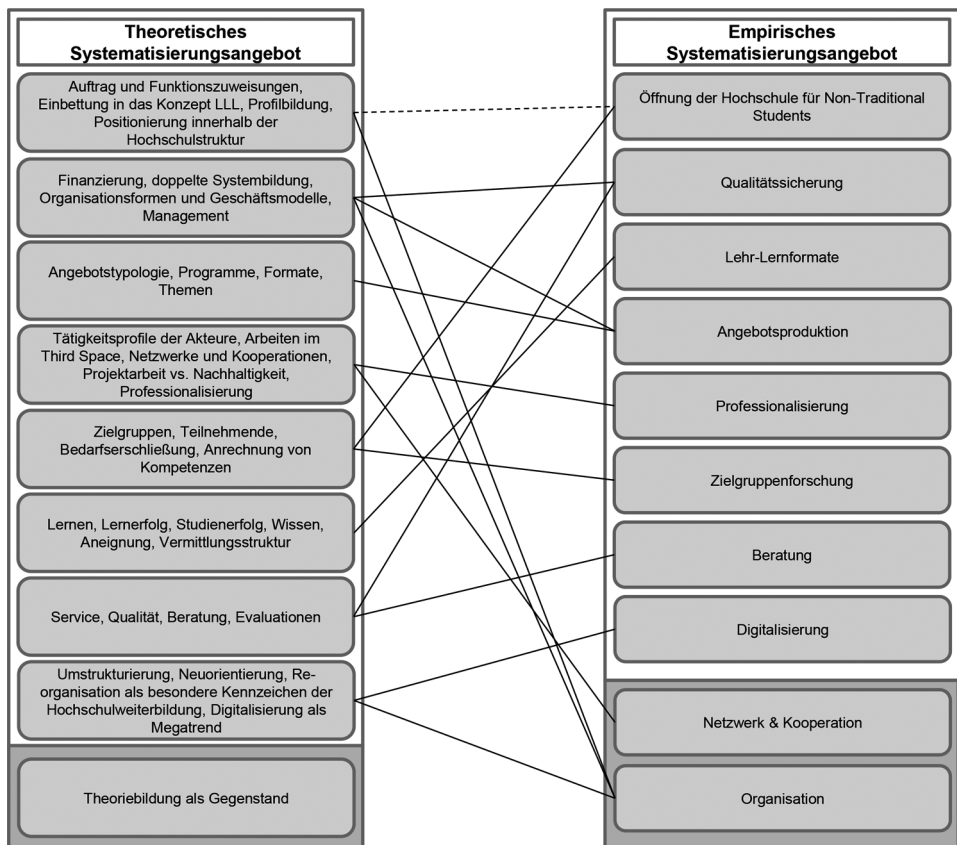 Theoretisches
Systematisierungsangebot
Auftrag und Funktionszuweisungen,
Einbettung in das Konzept LLL, Profilbildung,
Positionierung innerhalb der
Hochschulstruktur
Finanzierung, doppelte Systembildung,
Organisationsformen und Geschäftsmodelle,
Management
Angebotstypologie, Programme, Formate,
Themen
Tätigkeitsprofile der Akteure, Arbeiten im
Third Space, Netzwerke und Kooperationen,
Projektarbeit vs. Nachhaltigkeit,
Professionalisierung
Zielgruppen, Teilnehmende,
Bedarfserschließung, Anrechnung von
Kompetenzen
Lernen, Lernerfolg, Studienerfolg, Wissen,
Aneignung, Vermittlungsstruktur
Service, Qualität, Beratung, Evaluationen
Umstrukturierung, Neuorientierung, Re-
organisation als besondere Kennzeichen der
Hochschulweiterbildung, Digitalisierung als
Megatrend
Theoriebildung als Gegenstand
Empirisches
Systematisierungsangebot
Öffnung der Hochschule für Non-Traditional
Students
Qualitätssicherung
Lehr-Lernformate
Angebotsproduktion
Professionalisierung
Zielgruppenforschung
Beratung
Digitalisierung
Netzwerk & Kooperation
Organisation